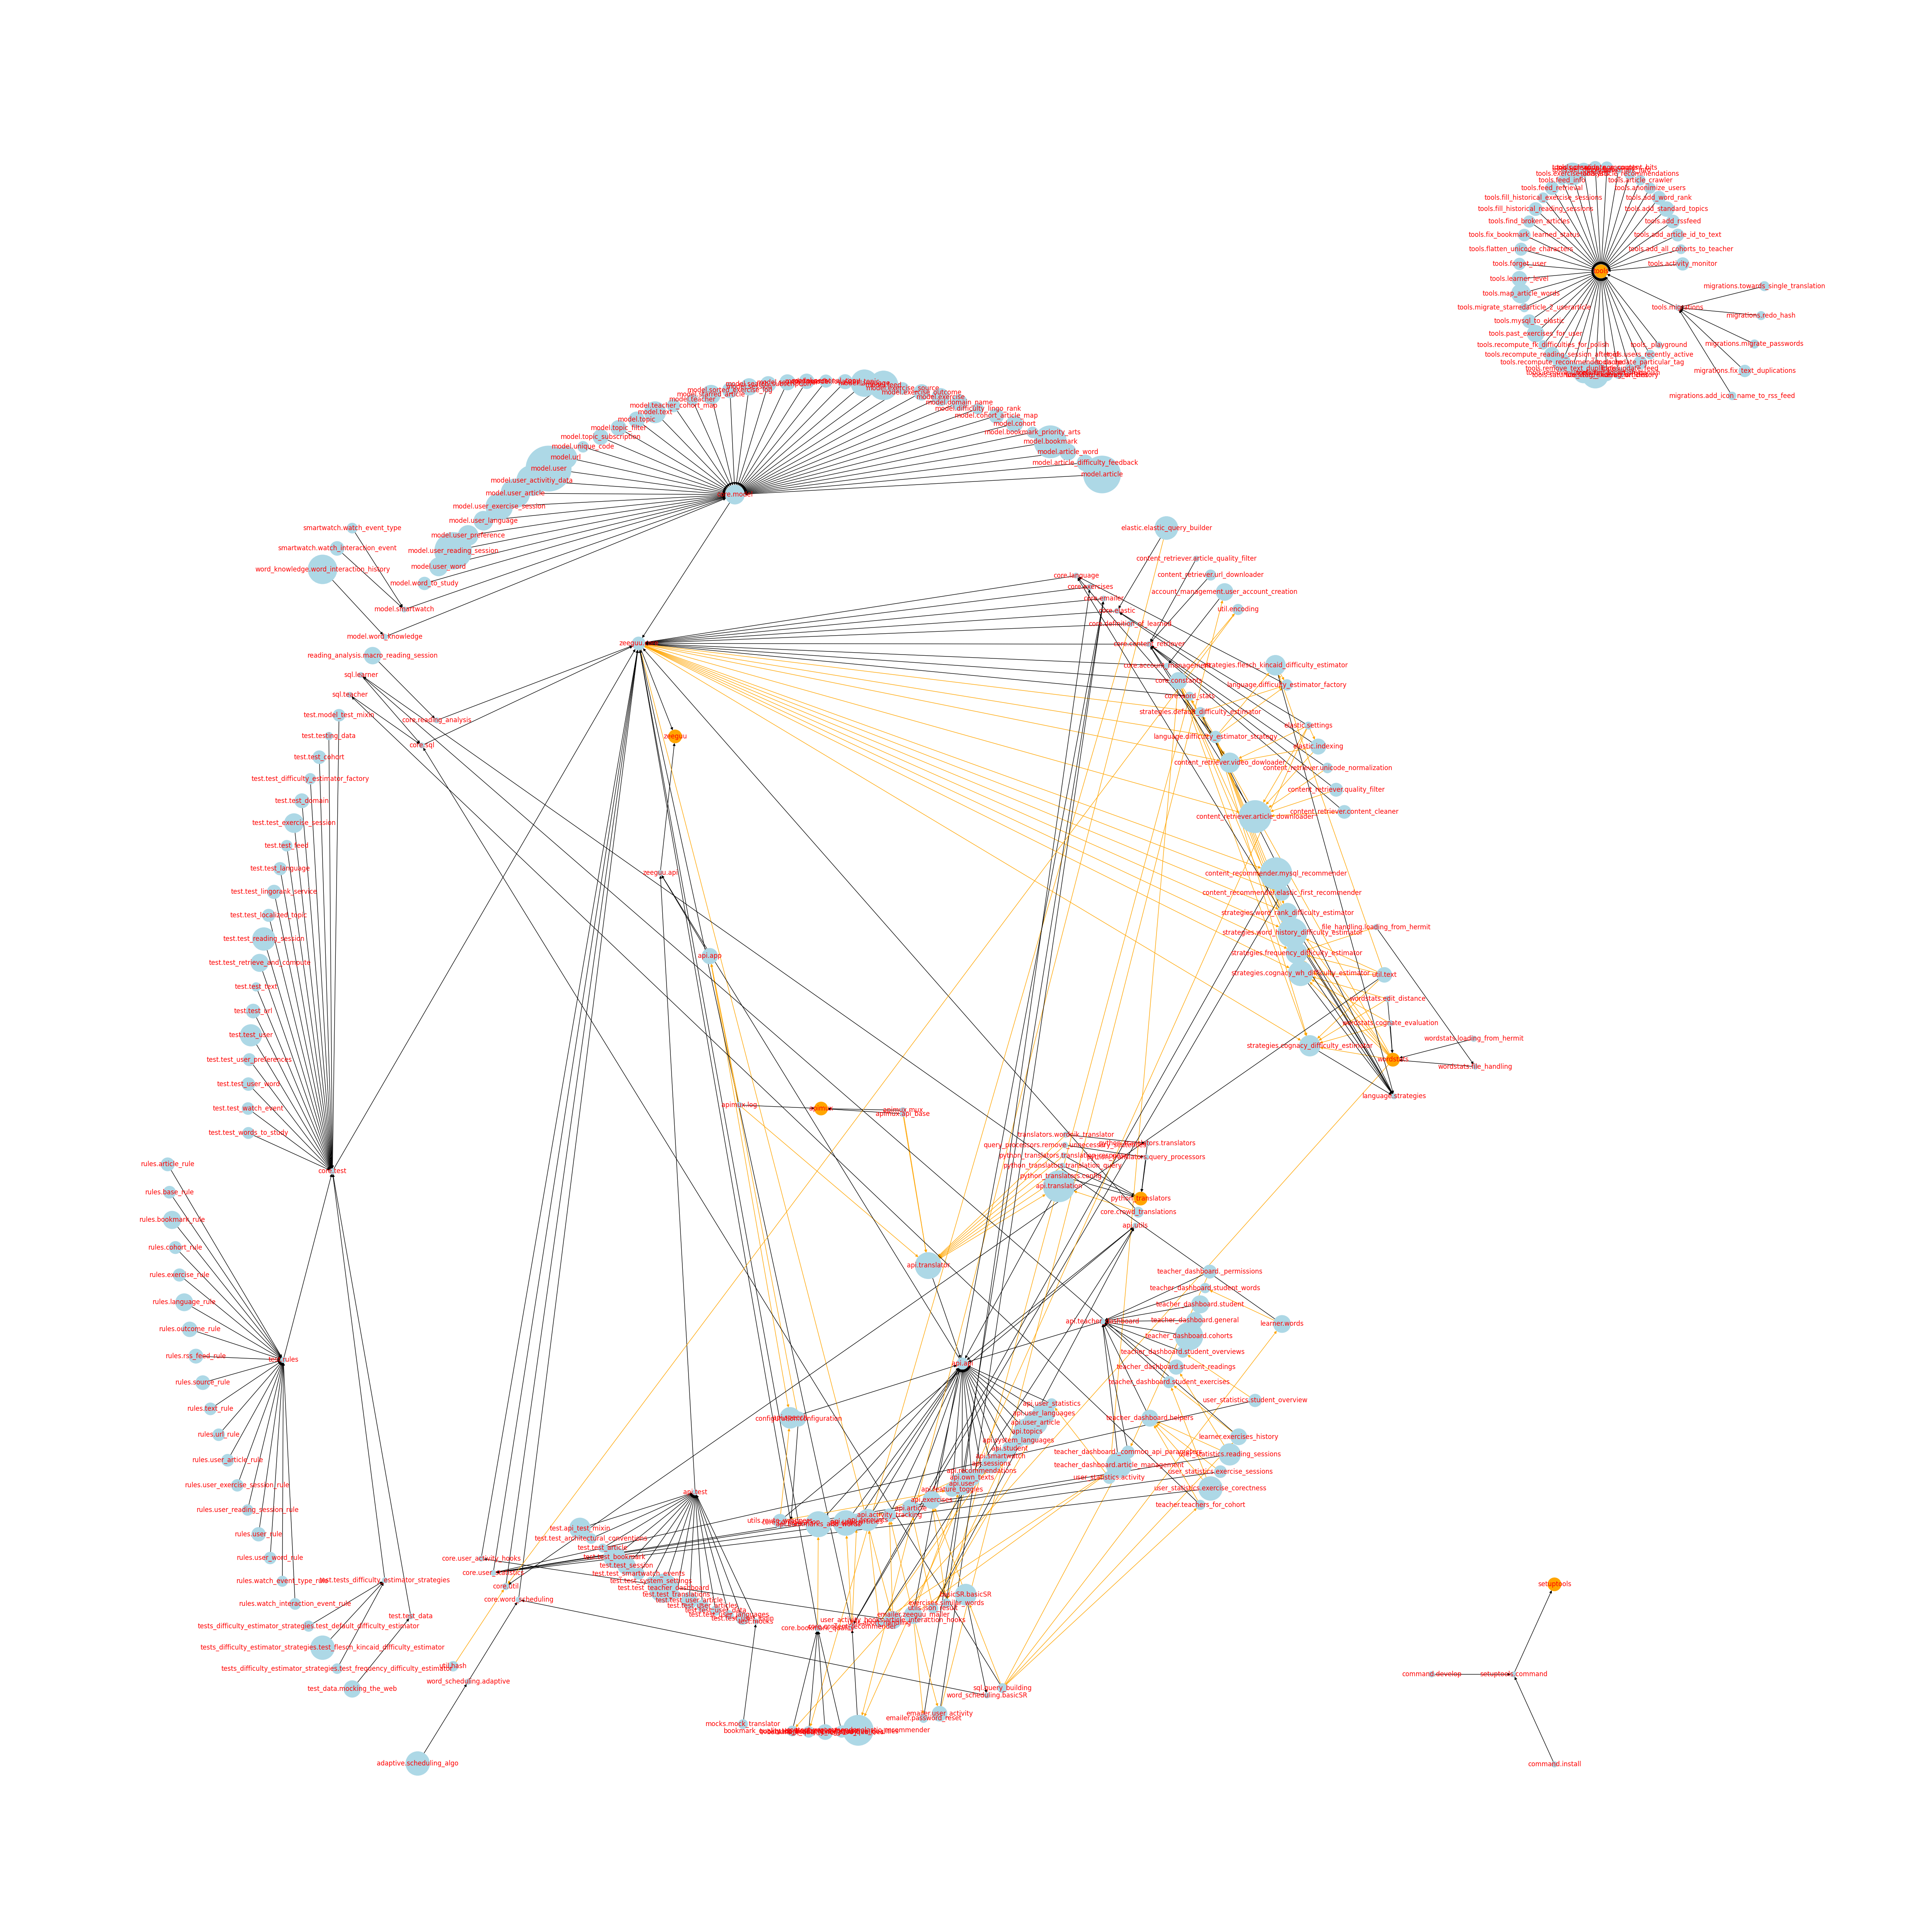 tools.article_crawler
tools.feed_info
tools.feed_retrieval
tools.anonimize_users
tools.fill_historical_exercise_sessions
tools.add_word_rank
tools.fill_historical_reading_sessions
tools.add_standard_topics
tools.find_broken_articles
tools.add_rssfeed
tools.fix_bookmark_learned_status
tools.add_article_id_to_text
tools.flatten_unicode_characters
tools.add_all_cohorts_to_teacher
tools.forget_user
tools.activity_monitor
tools
tools.learner_level
migrations.towards_single_translation
tools.map_article_words
tools.migrate_starredarticle_2_userarticle
tools.migrations
migrations.redo_hash
tools.mysql_to_elastic
tools.past_exercises_for_user
tools.recompute_fk_difficulties_for_polish
tools._playground
migrations.migrate_passwords
tools.users_recently_active
migrations.fix_text_duplications
migrations.add_icon_name_to_rss_feed
model.exercise_source
model.exercise_outcome
model.exercise
model.sorted_exercise_log
model.starred_article
model.teacher
model.domain_name
model.teacher_cohort_map
model.difficulty_lingo_rank
model.text
model.cohort_article_map
model.topic
model.cohort
model.topic_filter
model.bookmark_priority_arts
model.topic_subscription
model.bookmark
model.unique_code
model.article_word
model.url
model.article_difficulty_feedback
model.user
model.article
model.user_activitiy_data
model.user_article
core.model
model.user_exercise_session
model.user_language
model.user_preference
model.user_reading_session
model.user_word
model.word_to_study
smartwatch.watch_event_type
smartwatch.watch_interaction_event
word_knowledge.word_interaction_history
model.smartwatch
model.word_knowledge
elastic.elastic_query_builder
content_retriever.article_quality_filter
core.language
content_retriever.url_downloader
core.exercises
account_management.user_account_creation
core.emailer
core.elastic
util.encoding
core.definition_of_learned
core.content_retriever
reading_analysis.macro_reading_session
core.account_management
strategies.flesch_kincaid_difficulty_estimator
sql.learner
core.constants
language.difficulty_estimator_factory
sql.teacher
core.word_stats
strategies.default_difficulty_estimator
test.model_test_mixin
core.reading_analysis
elastic.settings
test.testing_data
zeeguu
language.difficulty_estimator_strategy
core.sql
elastic.indexing
test.test_cohort
content_retriever.video_dowloader
content_retriever.unicode_normalization
test.test_difficulty_estimator_factory
content_retriever.quality_filter
test.test_domain
content_retriever.content_cleaner
content_retriever.article_downloader
test.test_exercise_session
test.test_feed
test.test_language
zeeguu.api
content_recommender.mysql_recommender
test.test_lingorank_service
content_recommender.elastic_first_recommender
test.test_localized_topic
strategies.word_rank_difficulty_estimator
file_handling.loading_from_hermit
strategies.word_history_difficulty_estimator
test.test_reading_session
api.app
strategies.frequency_difficulty_estimator
test.test_retrieve_and_compute
strategies.cognacy_wh_difficulty_estimator
util.text
test.test_text
wordstats.edit_distance
test.test_url
wordstats.cognate_evaluation
test.test_user
wordstats.loading_from_hermit
strategies.cognacy_difficulty_estimator
wordstats
test.test_user_preferences
wordstats.file_handling
test.test_user_word
language.strategies
test.test_watch_event
apimux.log
apimux
apimux.mux
apimux.api_base
test.test_words_to_study
translators.wordnik_translator
python_translators.translators
python_translators.query_processors
rules.article_rule
core.test
python_translators.translation_query
python_translators.config
api.translation
rules.base_rule
python_translators
core.crowd_translations
rules.bookmark_rule
api.utils
rules.cohort_rule
api.translator
rules.exercise_rule
teacher_dashboard._permissions
teacher_dashboard.student_words
rules.language_rule
teacher_dashboard.student
api.teacher_dashboard
teacher_dashboard.general
learner.words
rules.outcome_rule
teacher_dashboard.cohorts
teacher_dashboard.student_overviews
rules.rss_feed_rule
test.rules
api.api
teacher_dashboard.student_readings
rules.source_rule
teacher_dashboard.student_exercises
user_statistics.student_overview
rules.text_rule
api.user_statistics
api.user_languages
teacher_dashboard.helpers
api.user_article
rules.url_rule
api.topics
learner.exercises_history
api.system_languages
api.student
rules.user_article_rule
teacher_dashboard._common_api_parameters
user_statistics.reading_sessions
api.smartwatch
api.sessions
teacher_dashboard.article_management
api.recommendations
user_statistics.exercise_sessions
user_statistics.activity
api.own_texts
rules.user_exercise_session_rule
api.user
user_statistics.exercise_corectness
api.feature_toggles
api.test
api.exercises
teacher.teachers_for_cohort
rules.user_reading_session_rule
api.article
api.activity_tracking
api.accounts
test.api_test_mixin
rules.user_rule
test.test_architectural_conventions
test.test_article
rules.user_word_rule
test.test_bookmark
core.user_activity_hooks
test.test_session
core.user_statistics
test.test_smartwatch_events
rules.watch_event_type_rule
test.tests_difficulty_estimator_strategies
test.test_system_settings
core.util
test.test_teacher_dashboard
test.test_translations
basicSR.basicSR
core.word_scheduling
test.test_user_article
exercises.similar_words
rules.watch_interaction_event_rule
test.test_user_articles
utils.json_result
test.test_user_data
test.test_data
test.test_user_languages
emailer.zeeguu_mailer
test.mocks
tests_difficulty_estimator_strategies.test_default_difficulty_estimator
core.bookmark_quality
tests_difficulty_estimator_strategies.test_flesch_kincaid_difficulty_estimator
util.hash
tests_difficulty_estimator_strategies.test_frequency_difficulty_estimator
word_scheduling.adaptive
sql.query_building
test_data.mocking_the_web
word_scheduling.basicSR
emailer.user_activity
emailer.password_reset
mocks.mock_translator
adaptive.scheduling_algo
setuptools
command.develop
setuptools.command
command.install